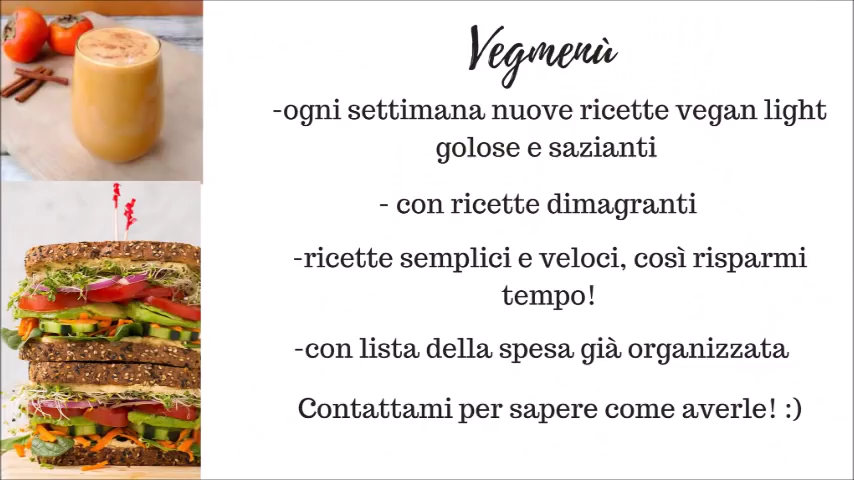 Vegmenù
-ogni settimana nuove ricette vegan light
golose e sazianti
- con ricette dimagranti
-ricette semplici e veloci, così risparmi
tempo!
-con lista della spesa già organizzata
Contattami per sapere come averle! :)